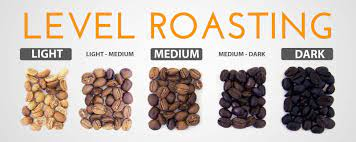 LEVEL ROASTING
LIGHT
LIGHT - MEDIUM
MEDIUM
MEDIUM - DARK
DARK